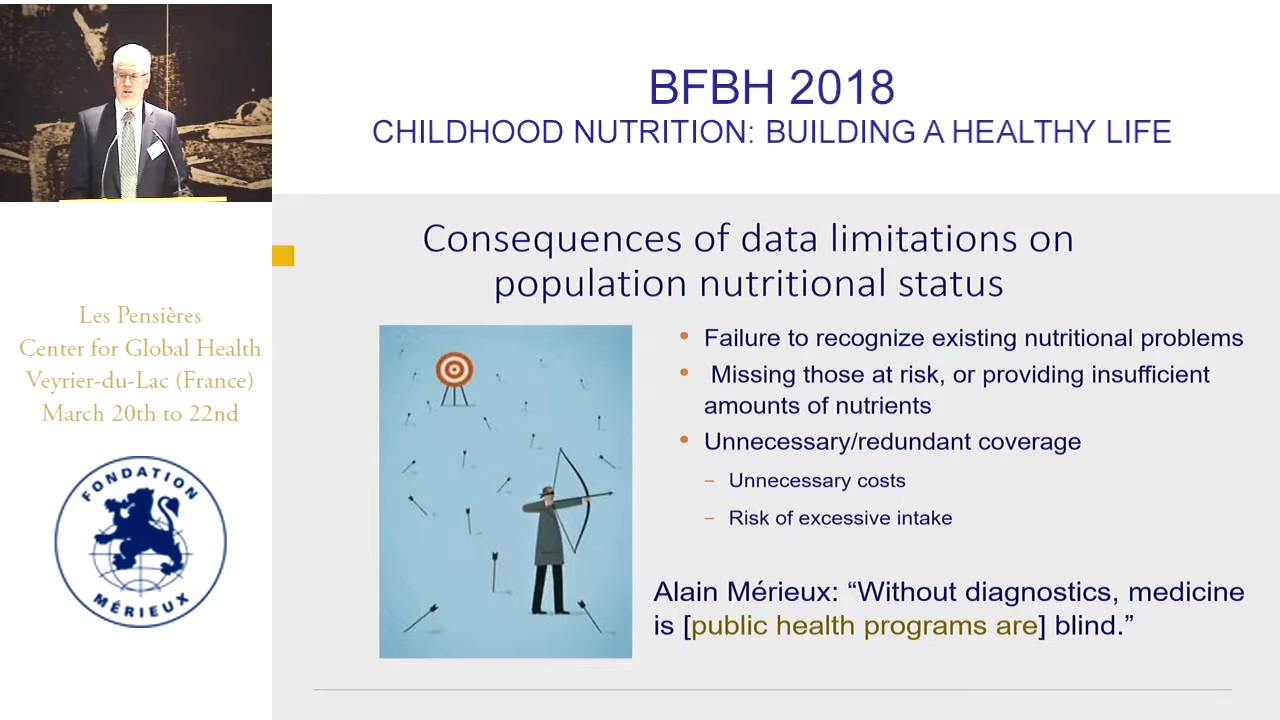 BFBH 2018
CHILDHOOD NUTRITION: BUILDING A HEALTHY LIFE
Consequences of data limitations on
population nutritional status
• Failure to recognize existing nutritional problems
• Missing those at risk, or providing insufficient
amounts of nutrients
• Unnecessary/redundant coverage
– Unnecessary costs
– Risk of excessive intake
Alain Mérieux: “Without diagnostics, medicine
is [public health programs are] blind.”
Les Pensières
Center for Global Health
Veyrier-du-Lac (France)
March 20th to 22nd
FONDATION
MÉRIEUX